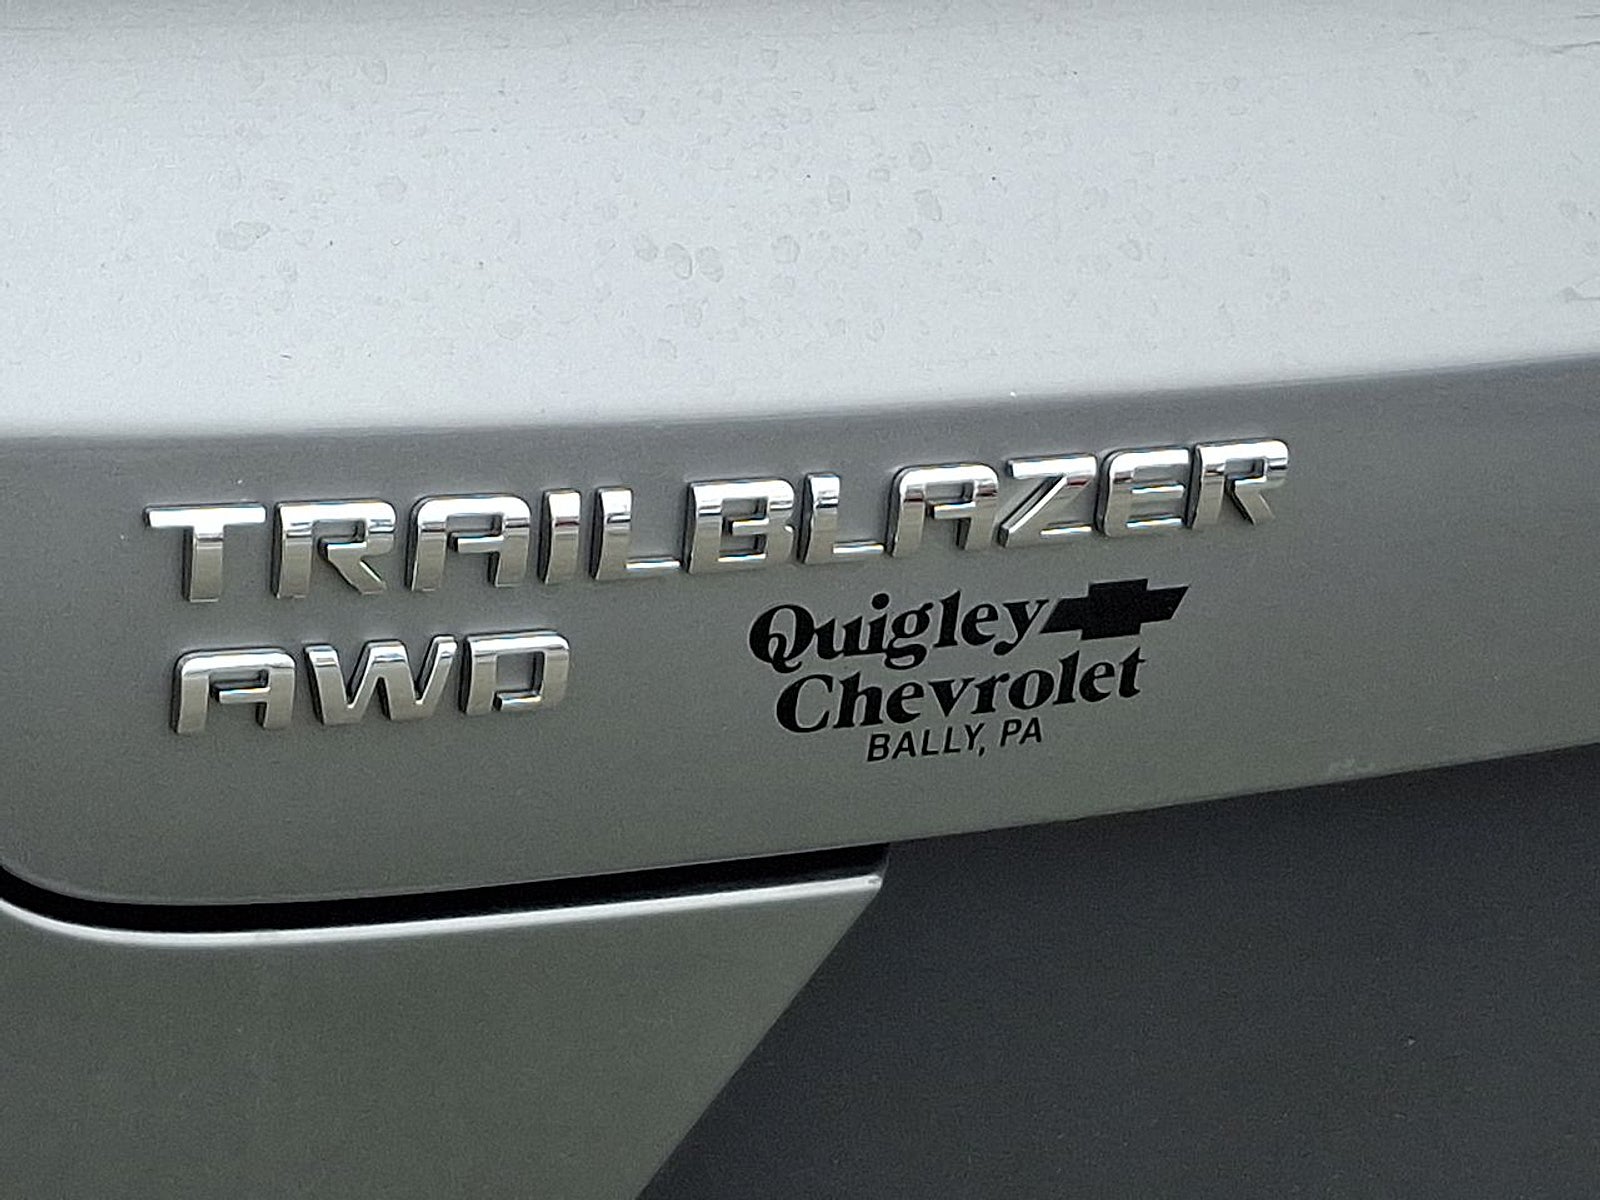 TRAILBLAZER
AWD
Quigley
Chevrolet
BALLY, PA